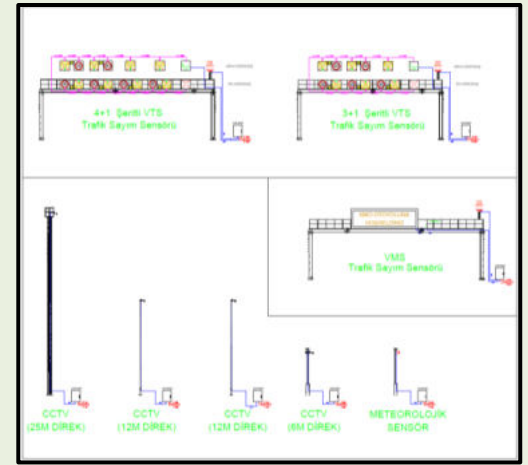 4+1 Şeritli VTS
Trafik Sayım Sensörü
3+1 Şeritli VTS
Trafik Sayım Sensörü
VMS
Trafik Sayım Sensörü
CCTV
(25M DİREK)
CCTV
(12M DİREK)
CCTV
(12M DİREK)
CCTV
(6M DİREK)
METEOROLOJİK
SENSÖR